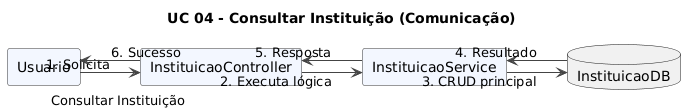 UC 04 - Consultar Instituição (Comunicação)
6. Sucesso
5. Resposta
4. Resultado
Usuario
InstituicaoController
InstituicaoService
InstituicaoDB
1. Solicita
2. Executa lógica
3. CRUD principal
Consultar Instituição